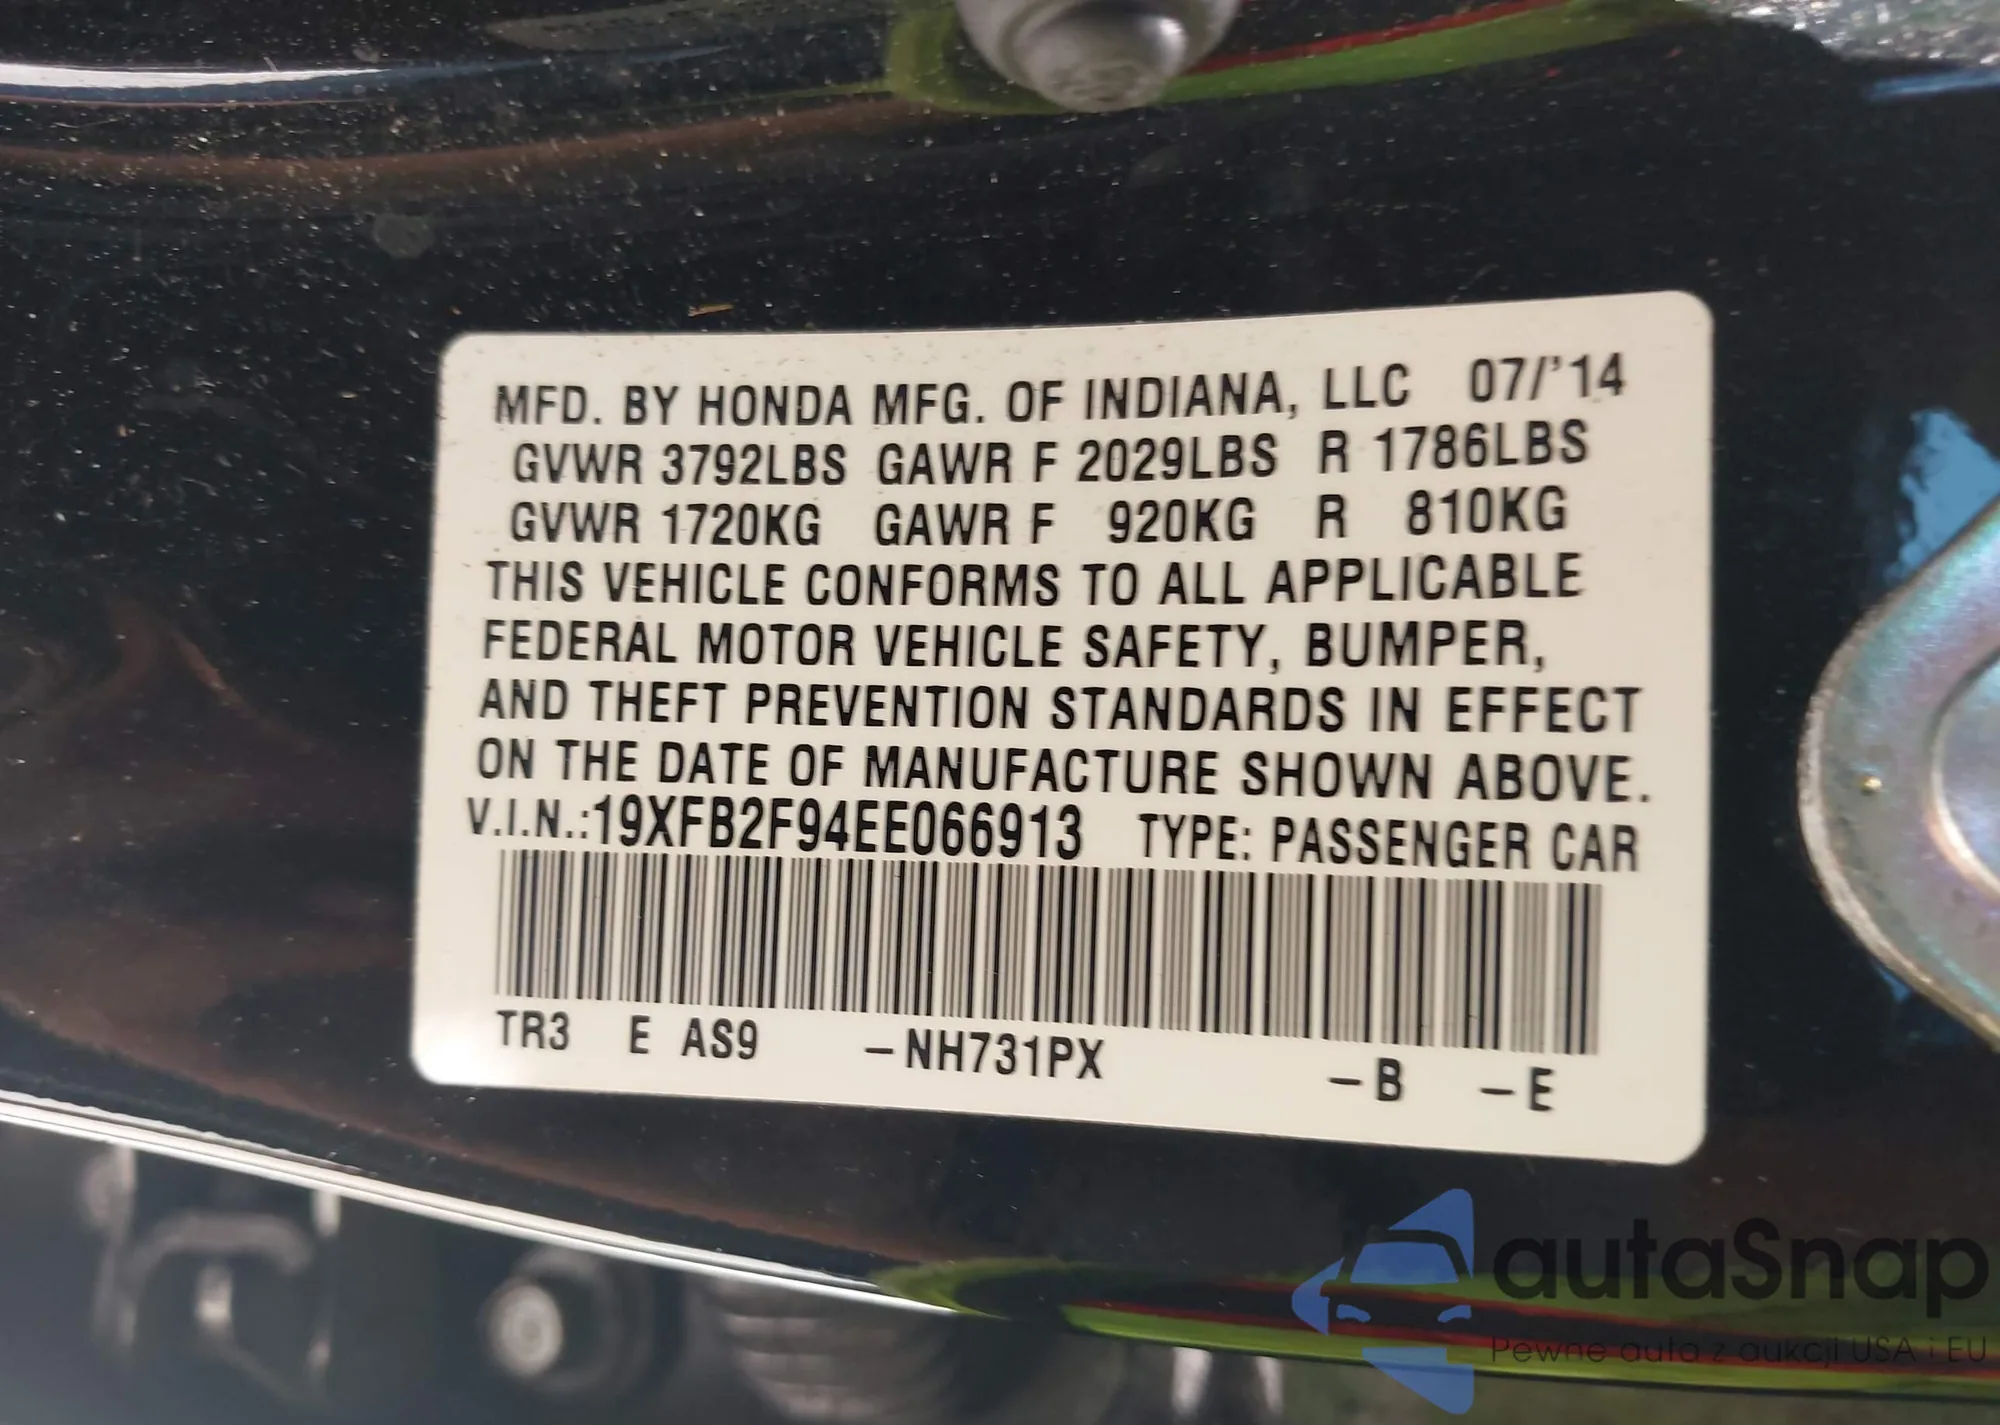 MFD. BY HONDA MFG. OF INDIANA, LLC 07/'14
GVWR 3792LBS GAWR F 2029LBS R 1786LBS
GVWR 1720KG GAWR F 920KG R 810KG
THIS VEHICLE CONFORMS TO ALL APPLICABLE
FEDERAL MOTOR VEHICLE SAFETY, BUMPER,
AND THEFT PREVENTION STANDARDS IN EFFECT
ON THE DATE OF MANUFACTURE SHOWN ABOVE.
V.I.N.:19XFB2F94EE066913 TYPE: PASSENGER CAR
TR3 E AS9 –NH731PX –B –E
autaSnap
Pewne auta z aukcji USA i EU